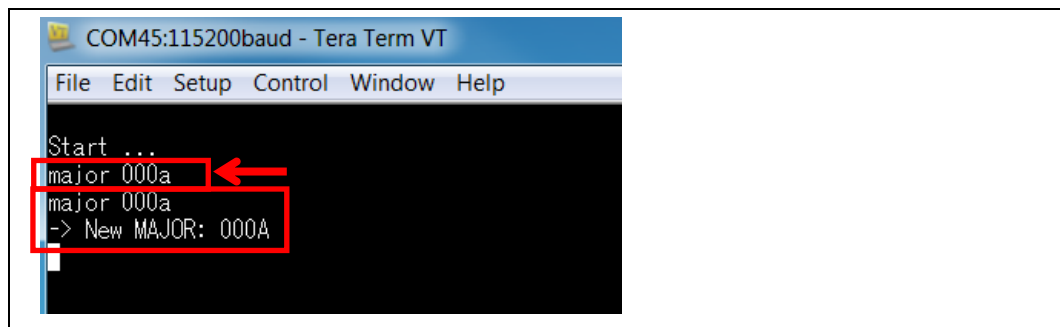 COM45:115200baud - Tera Term VT
File Edit Setup Control Window Help
Start ...
major 000a
major 000a
-> New MAJOR: 000A